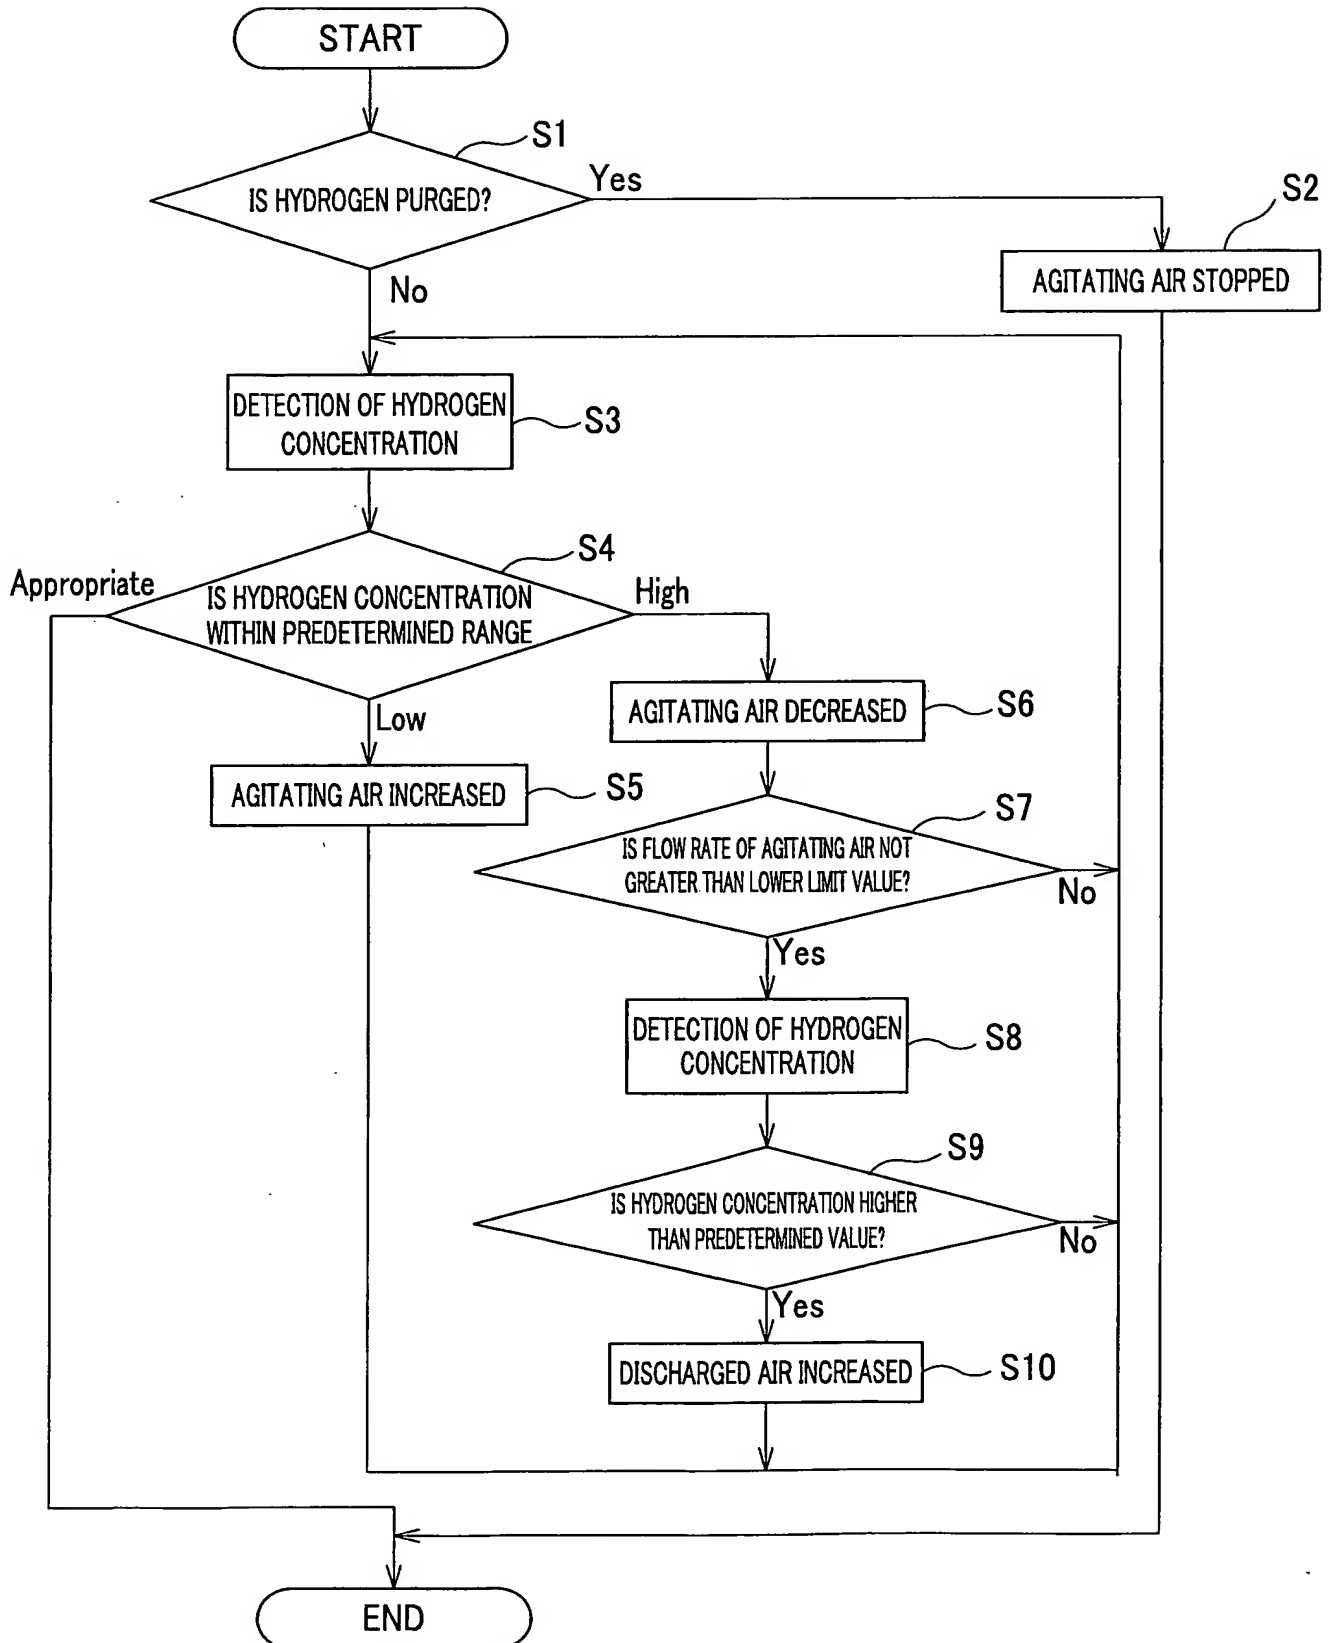 START
S1
IS HYDROGEN PURGED?
Yes
S2
AGITATING AIR STOPPED
No
DETECTION OF HYDROGEN
CONCENTRATION
S3
S4
Appropriate
IS HYDROGEN CONCENTRATION
WITHIN PREDETERMINED RANGE
High
AGITATING AIR DECREASED
S6
Low
AGITATING AIR INCREASED
S5
S7
IS FLOW RATE OF AGITATING AIR NOT
GREATER THAN LOWER LIMIT VALUE?
No
Yes
DETECTION OF HYDROGEN
CONCENTRATION
S8
S9
IS HYDROGEN CONCENTRATION HIGHER
THAN PREDETERMINED VALUE?
No
Yes
DISCHARGED AIR INCREASED
S10
END